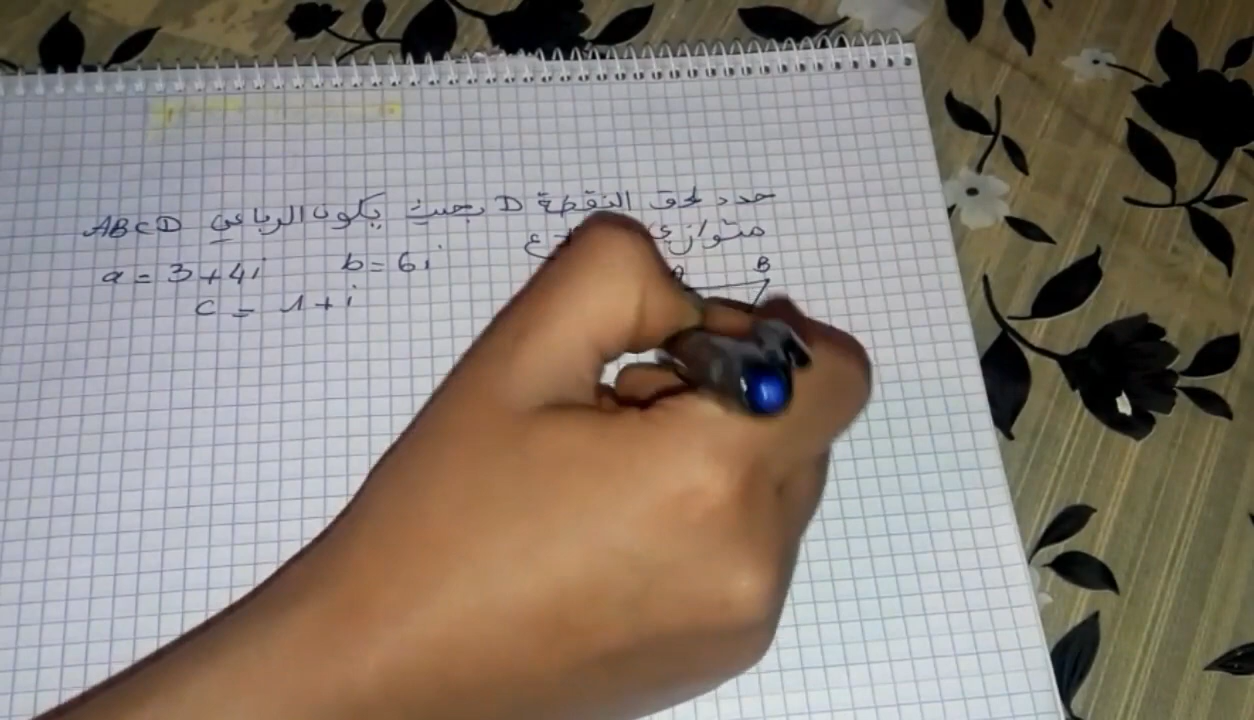 حدد لحق النقطة D بحيث يكون الرباعي ABCD
متوازي
a = 3 + 4i b = 6i
c = 1 + i
A B